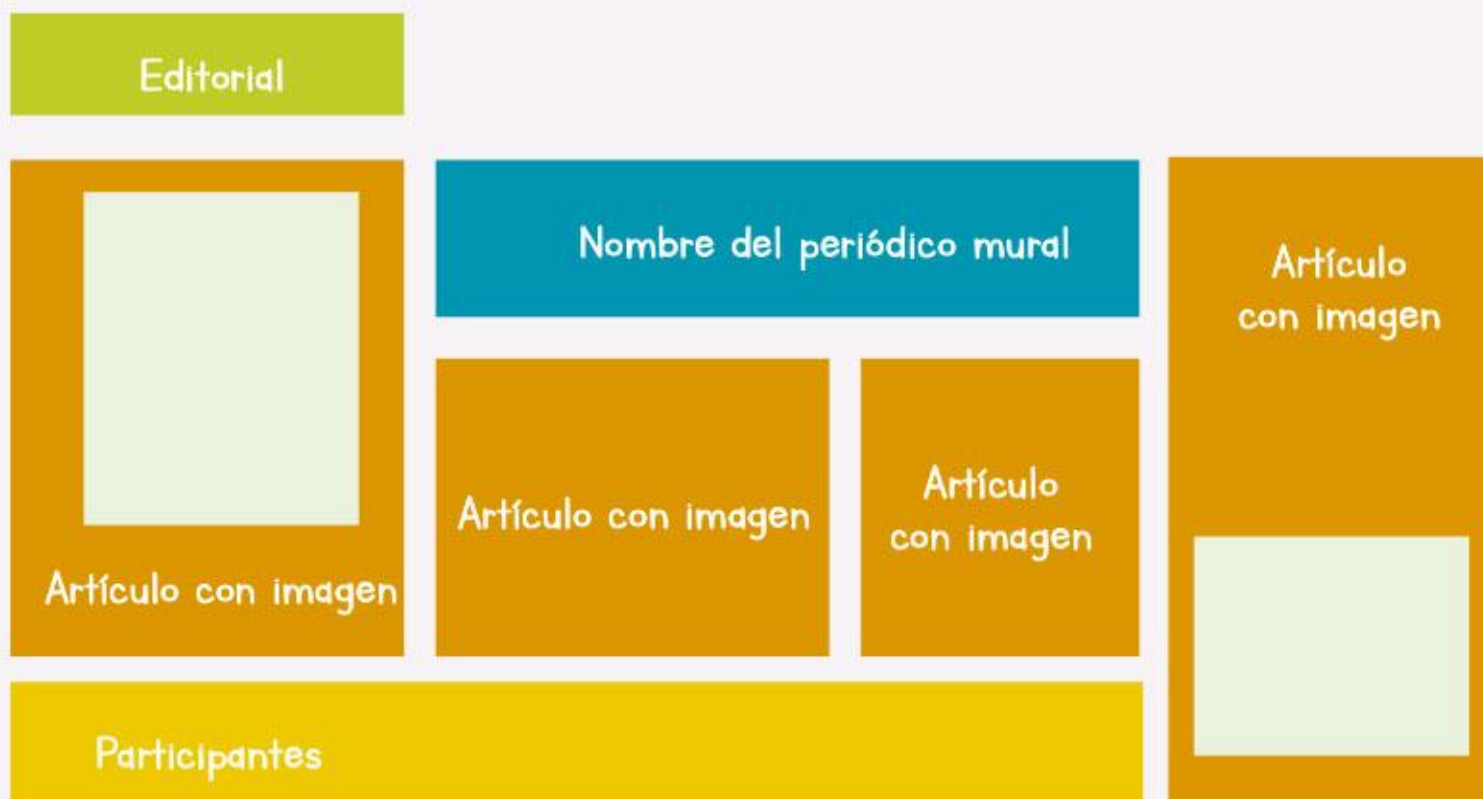 Editorial
Artículo con imagen
Nombre del periódico mural
Artículo con imagen
Artículo
con imagen
Artículo
con imagen
Participantes